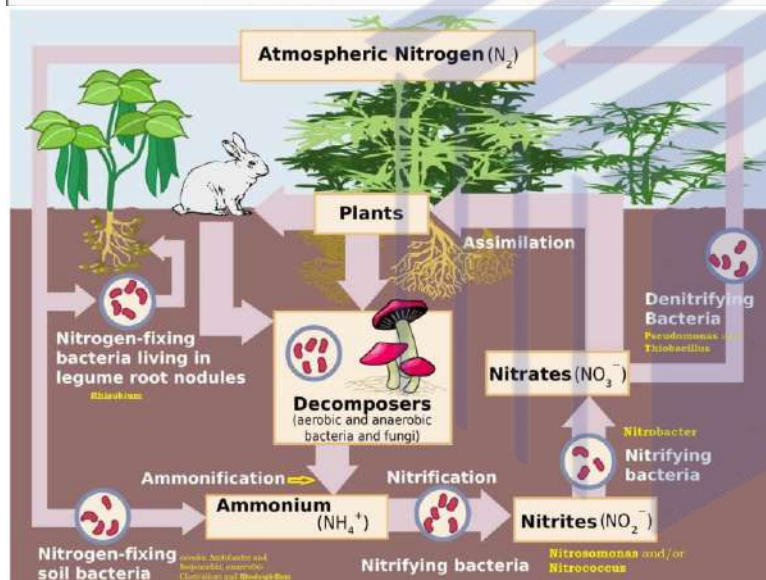 Atmospheric Nitrogen (N₂)
Plants
Assimilation
Nitrogen-fixing
bacteria living in
legume root nodules
Rhizobium
Denitrifying
Bacteria
Pseudomonas
Thiobacillus
Decomposers
(aerobic and anaerobic
bacteria and fungi)
Nitrates (NO₃⁻)
Nitrobacter
Nitrifying
bacteria
Ammonification
Nitrification
Ammonium
(NH₄⁺)
Nitrites (NO₂⁻)
Nitrogen-fixing
soil bacteria
Nitrifying bacteria
Nitrosomonas and/or
Nitrococcus